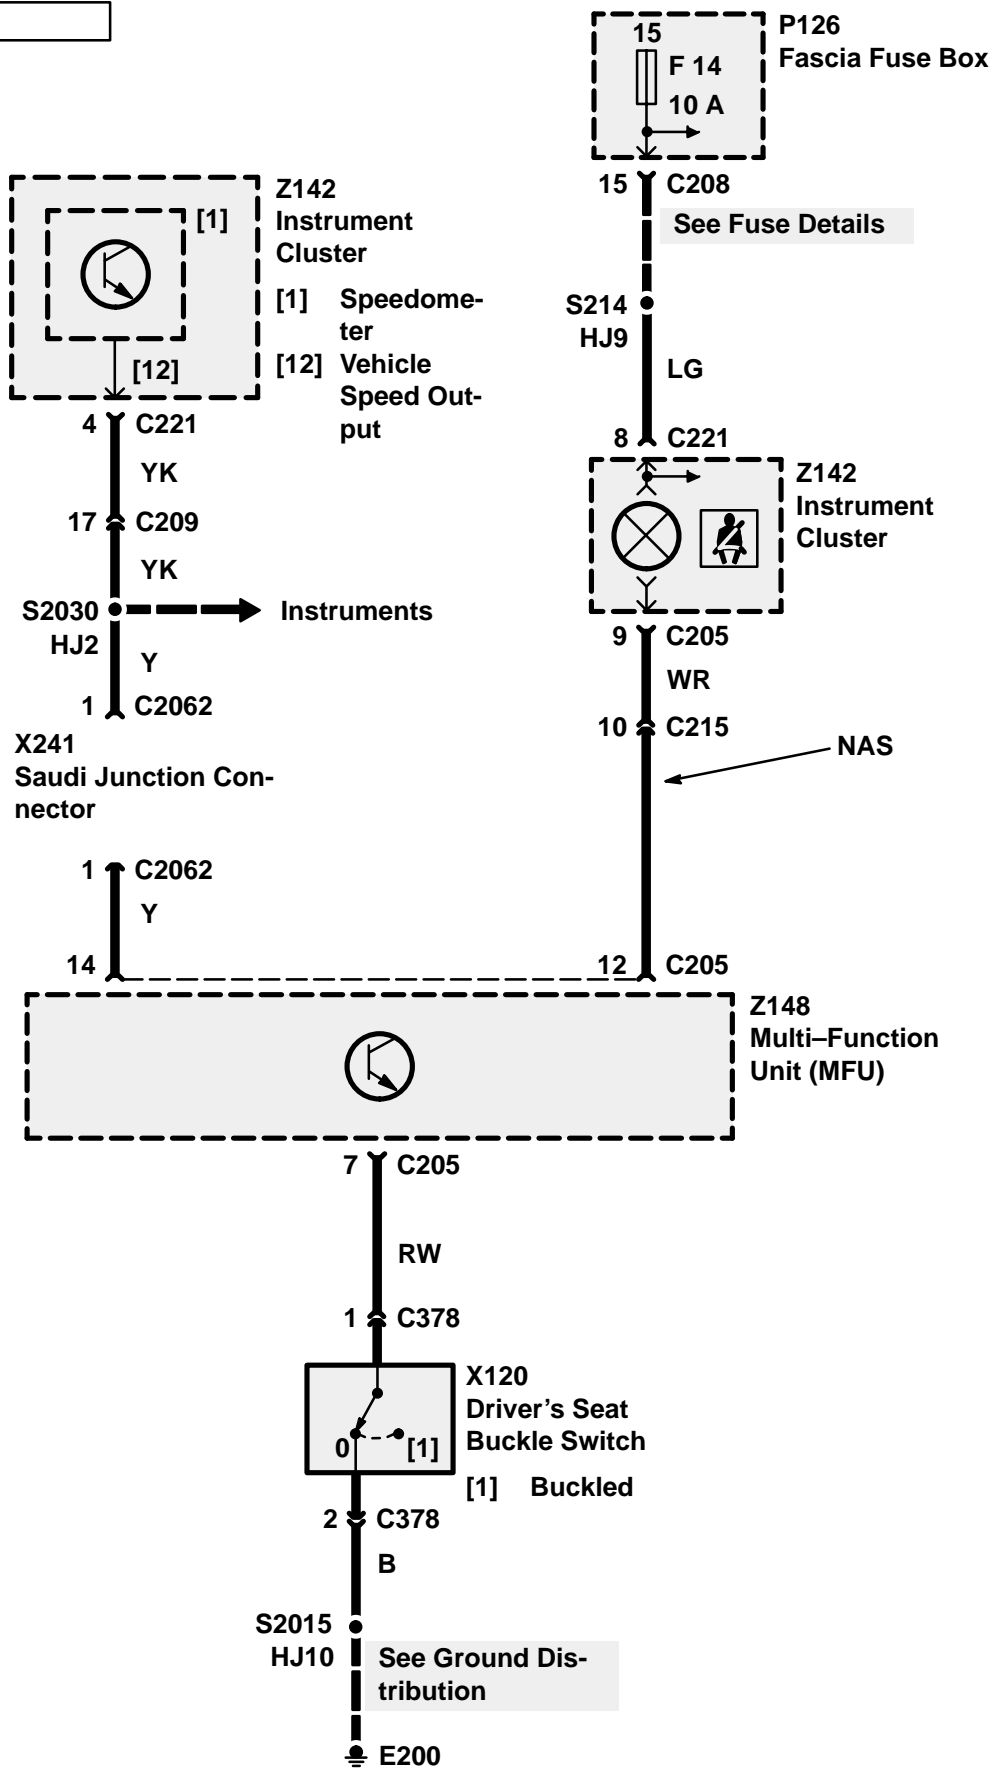 15
F 14
10 A
P126
Fascia Fuse Box
15 C208
See Fuse Details
S214
HJ9
LG
8 C221
Z142
Instrument
Cluster
9 C205
WR
10 C215
NAS
12 C205
[1]
[12]
Z142
Instrument
Cluster
[1] Speedome-
ter
[12] Vehicle
Speed Out-
put
4 C221
YK
17 C209
YK
S2030
HJ2
Instruments
Y
1 C2062
X241
Saudi Junction Con-
nector
1 C2062
Y
14
Z148
Multi–Function
Unit (MFU)
7 C205
RW
1 C378
X120
Driver’s Seat
Buckle Switch
0 [1]
[1] Buckled
2 C378
B
S2015
HJ10
See Ground Dis-
tribution
E200